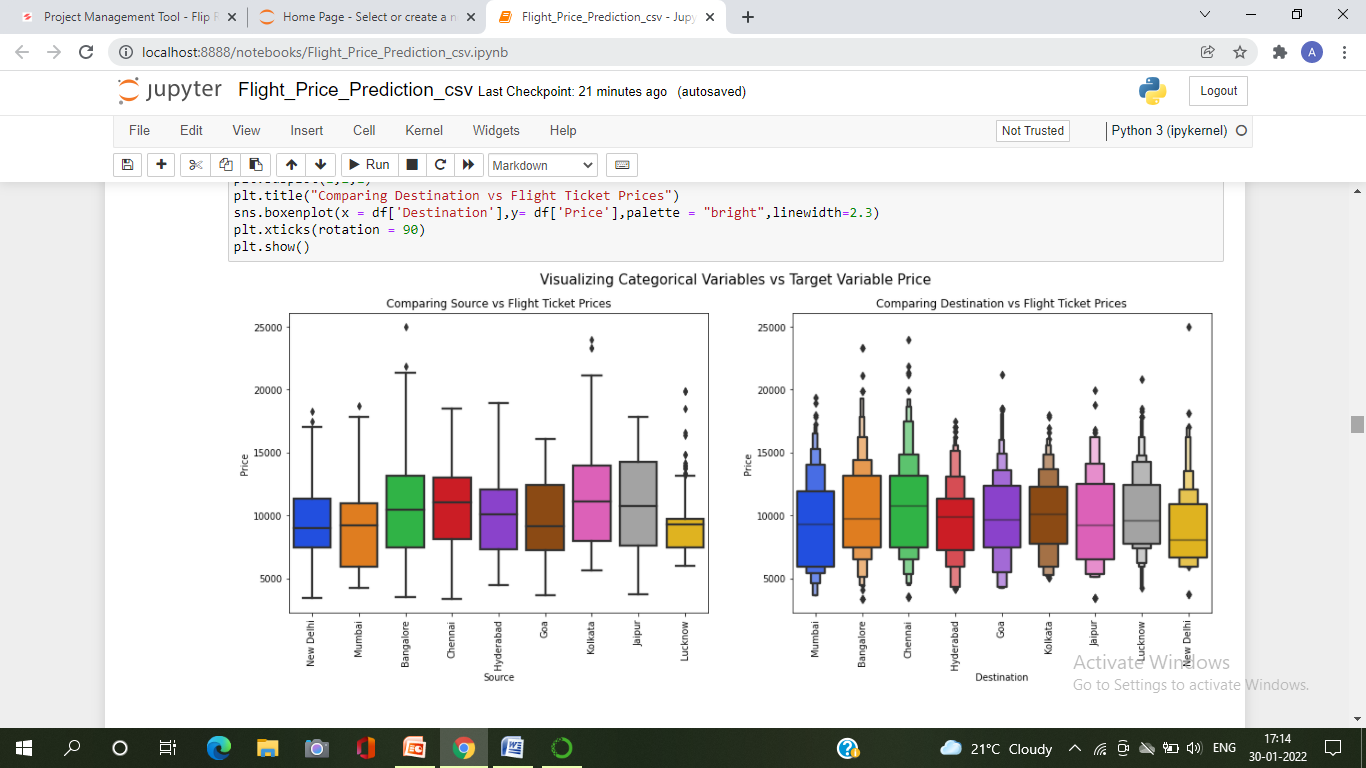 Project Management Tool - Flip R
Home Page - Select or create a n
Flight_Price_Prediction_csv - Jupy
localhost:8888/notebooks/Flight_Price_Prediction_csv.ipynb
A
jupyter Flight_Price_Prediction_csv Last Checkpoint: 21 minutes ago (autosaved)
Logout
File Edit View Insert Cell Kernel Widgets Help
Not Trusted
Python 3 (ipykernel)
Run
Markdown
plt.title("Comparing Destination vs Flight Ticket Prices")
sns.boxenplot(x = df['Destination'],y= df['Price'],palette = "bright",linewidth=2.3)
plt.xticks(rotation = 90)
plt.show()
Visualizing Categorical Variables vs Target Variable Price
Comparing Source vs Flight Ticket Prices
25000
20000
15000
10000
5000
Price
New Delhi
Mumbai
Bangalore
Chennai
Hyderabad
Goa
Kolkata
Jaipur
Lucknow
Source
Comparing Destination vs Flight Ticket Prices
25000
20000
15000
10000
5000
Price
Mumbai
Bangalore
Chennai
Hyderabad
Goa
Kolkata
Jaipur
Lucknow
New Delhi
Destination
Activate Windows
Go to Settings to activate Windows.
21°C Cloudy
ENG
17:14
30-01-2022